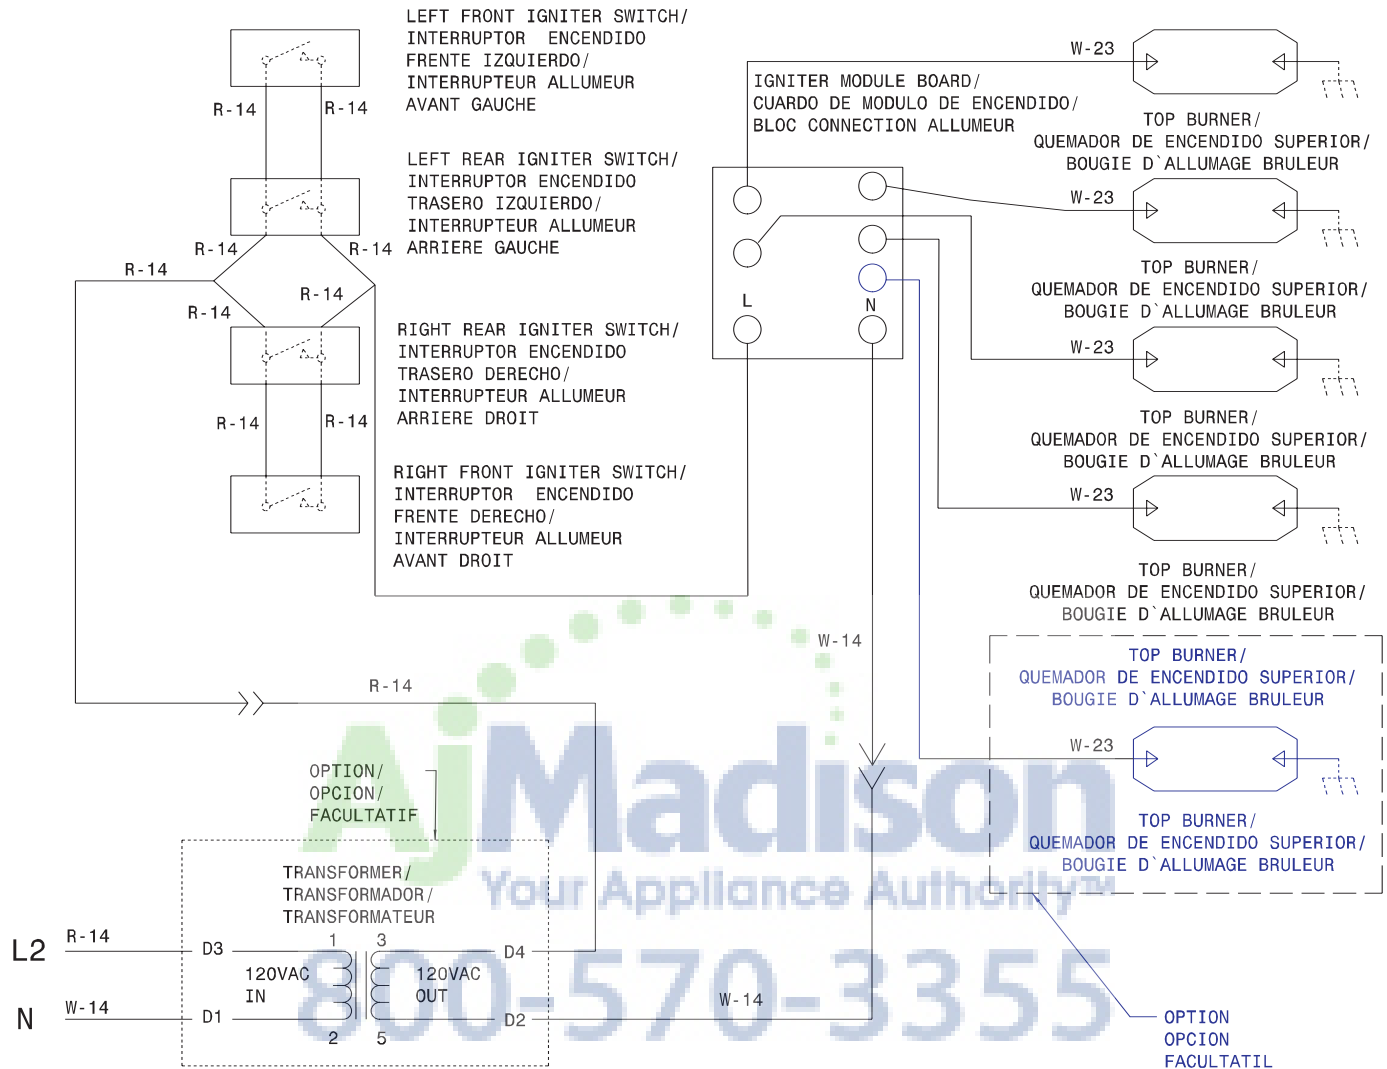 LEFT FRONT IGNITER SWITCH/
INTERRUPTOR ENCENDIDO
FRENTE IZQUIERDO/
INTERRUPTEUR ALLUMEUR
AVANT GAUCHE
R-14
R-14
LEFT REAR IGNITER SWITCH/
INTERRUPTOR ENCENDIDO
TRASERO IZQUIERDO/
INTERRUPTEUR ALLUMEUR
ARRIERE GAUCHE
R-14
R-14
R-14
R-14
R-14
RIGHT REAR IGNITER SWITCH/
INTERRUPTOR ENCENDIDO
TRASERO DERECHO/
INTERRUPTEUR ALLUMEUR
ARRIERE DROIT
R-14
R-14
RIGHT FRONT IGNITER SWITCH/
INTERRUPTOR ENCENDIDO
FRENTE DERECHO/
INTERRUPTEUR ALLUMEUR
AVANT DROIT
IGNITER MODULE BOARD/
CUARDO DE MODULO DE ENCENDIDO/
BLOC CONNECTION ALLUMEUR
L
N
W-23
TOP BURNER/
QUEMADOR DE ENCENDIDO SUPERIOR/
BOUGIE D`ALLUMAGE BRULEUR
W-23
TOP BURNER/
QUEMADOR DE ENCENDIDO SUPERIOR/
BOUGIE D`ALLUMAGE BRULEUR
W-23
TOP BURNER/
QUEMADOR DE ENCENDIDO SUPERIOR/
BOUGIE D`ALLUMAGE BRULEUR
W-23
TOP BURNER/
QUEMADOR DE ENCENDIDO SUPERIOR/
BOUGIE D`ALLUMAGE BRULEUR
TOP BURNER/
QUEMADOR DE ENCENDIDO SUPERIOR/
BOUGIE D`ALLUMAGE BRULEUR
W-23
TOP BURNER/
QUEMADOR DE ENCENDIDO SUPERIOR/
BOUGIE D`ALLUMAGE BRULEUR
OPTION
OPCION
FACULTATIL
W-14
R-14
OPTION/
OPCION/
FACULTATIF
TRANSFORMER/
TRANSFORMADOR/
TRANSFORMATEUR
L2
R-14
D3
1
3
D4
120VAC
IN
120VAC
OUT
N
W-14
D1
2
5
D2
W-14
AjMadison
Your Appliance Authority™
800-570-3355